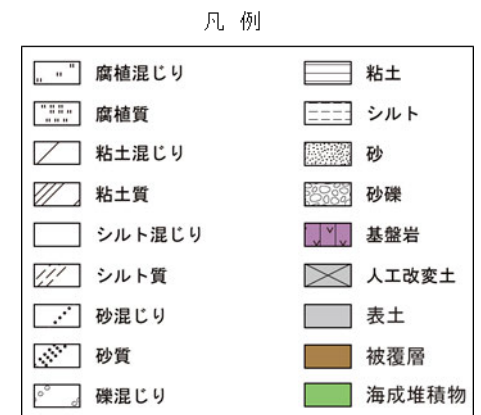 凡 例
腐植混じり
腐植質
粘土混じり
粘土質
シルト混じり
シルト質
砂混じり
砂質
礫混じり
粘土
シルト
砂
砂礫
基盤岩
人工改変土
表土
被覆層
海成堆積物